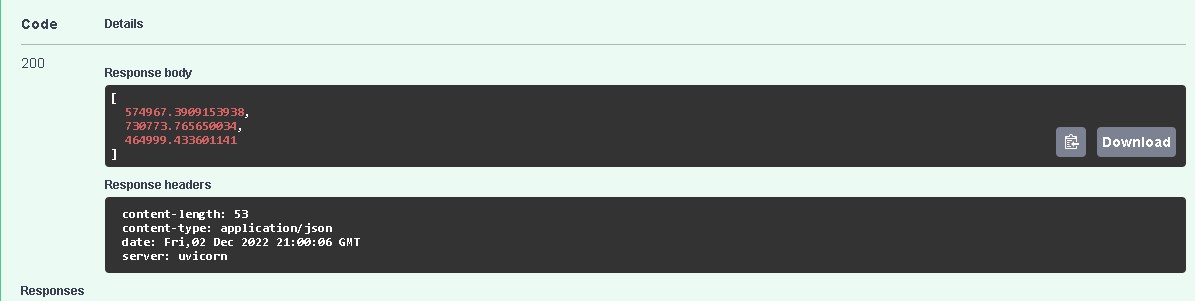 Code Details
200
Response body
[
574967.3909153938,
730773.765650034,
464999.433601141
]
Download
Response headers
content-length: 53
content-type: application/json
date: Fri,02 Dec 2022 21:00:06 GMT
server: uvicorn
Responses